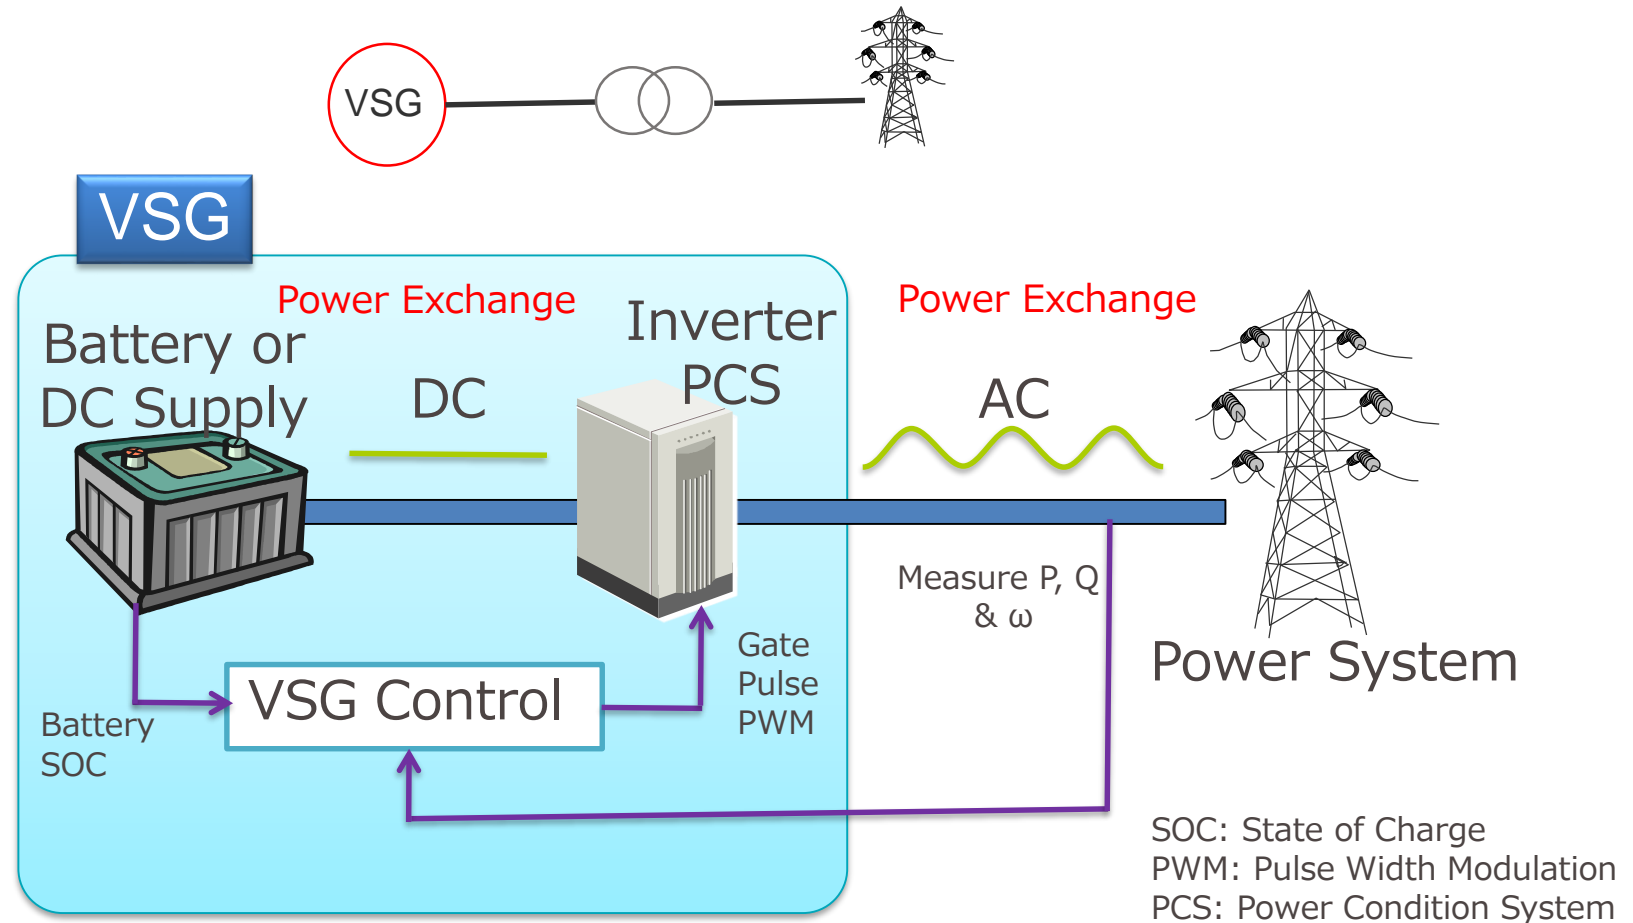 VSG
VSG
Power Exchange
Battery or
DC Supply
DC
Inverter
PCS
Power Exchange
AC
Measure P, Q
& ω
Power System
Gate
Pulse
PWM
VSG Control
Battery
SOC
SOC: State of Charge
PWM: Pulse Width Modulation
PCS: Power Condition System